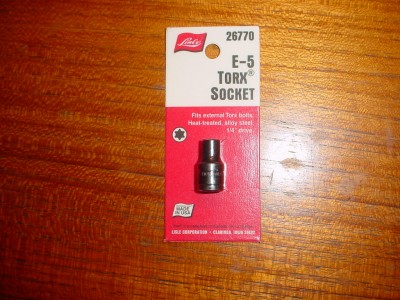 Lisle
26770
E-5
TORX®
SOCKET
Fits external Torx bolts.
Heat-treated, alloy steel.
1/4" drive.
MADE
IN USA
LISLE CORPORATION • CLARINDA, IOWA 51632